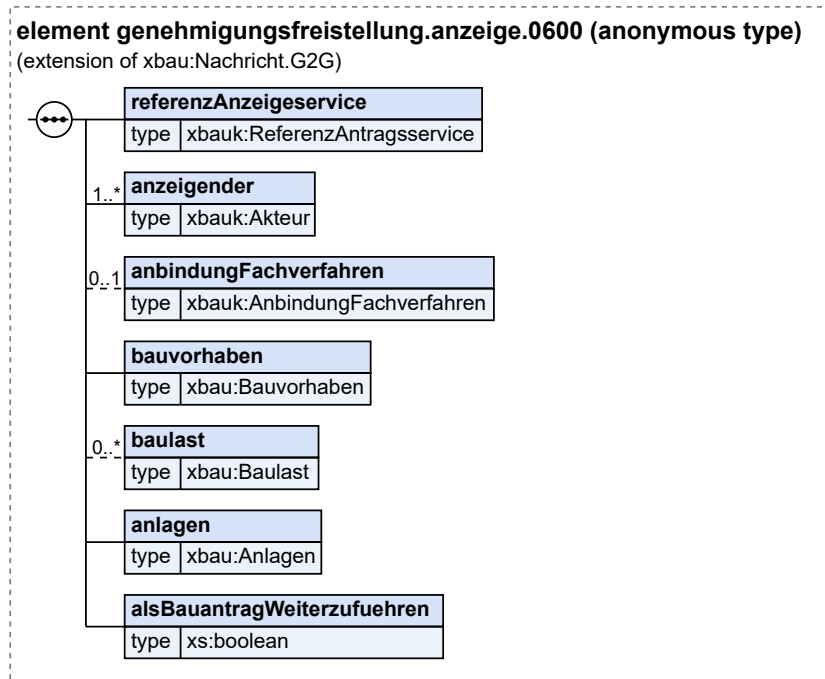 element genehmigungsfreistellung.anzeige.0600 (anonymous type)
(extension of xbau:Nachricht.G2G)
referenzAnzeigeservice
type xbauk:ReferenzAntragsservice
1..* anzeigender
type xbauk:Akteur
0..1 anbindungFachverfahren
type xbauk:AnbindungFachverfahren
bauvorhaben
type xbau:Bauvorhaben
0..* baulast
type xbau:Baulast
anlagen
type xbau:Anlagen
alsBauantragWeiterzufuehren
type xs:boolean